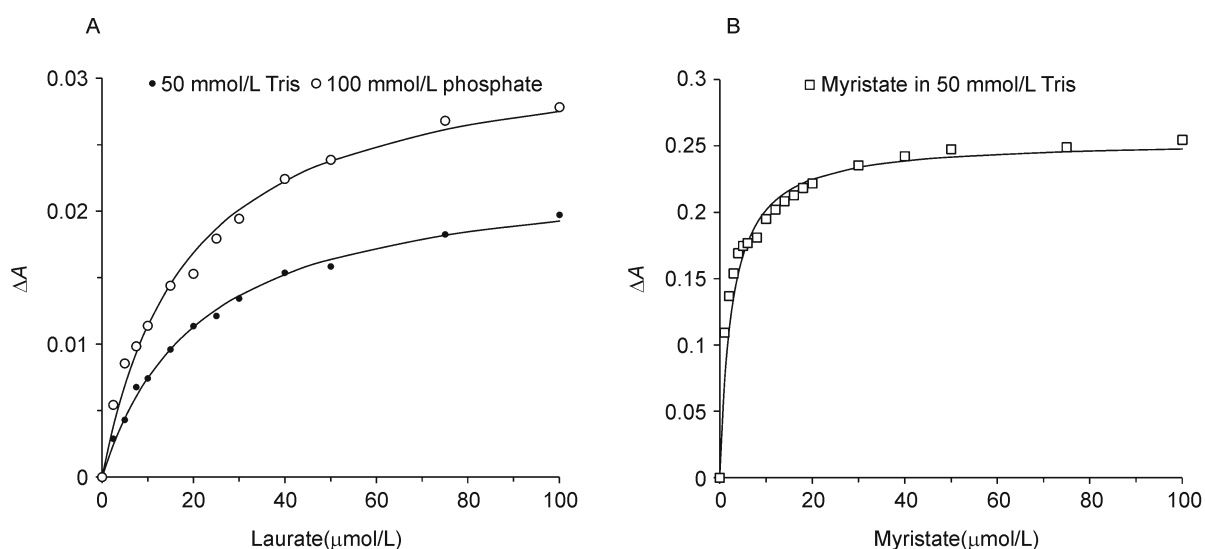 A
50 mmol/L Tris 100 mmol/L phosphate
0.03
0.02
0.01
0
ΔA
0 20 40 60 80 100
Laurate(μmol/L)
B
Myristate in 50 mmol/L Tris
0.3
0.25
0.2
0.15
0.1
0.05
0
ΔA
0 20 40 60 80 100
Myristate(μmol/L)